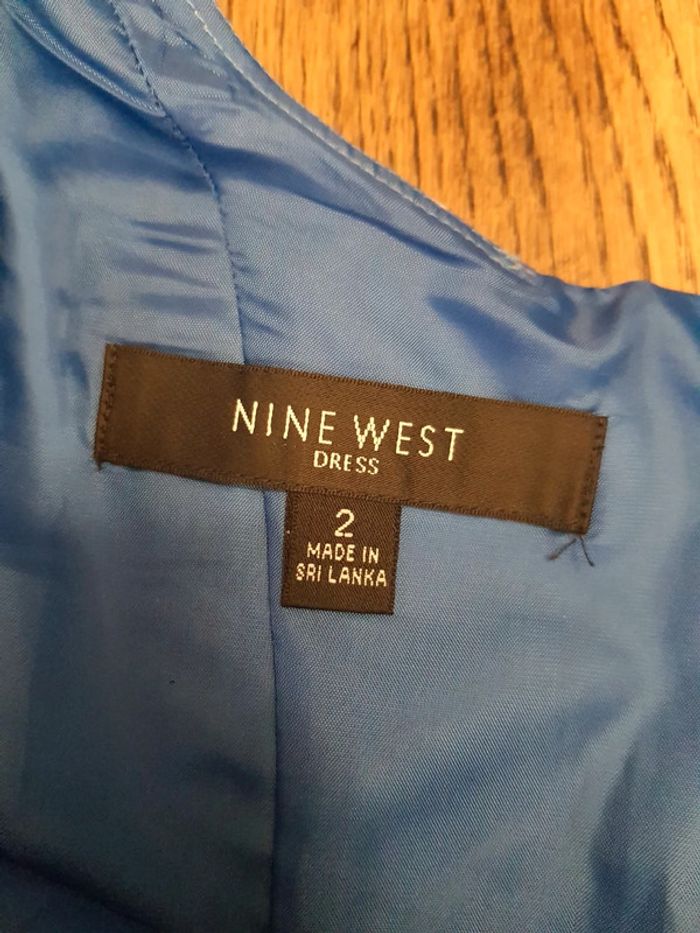 NINE WEST
DRESS
2
MADE IN
SRI LANKA